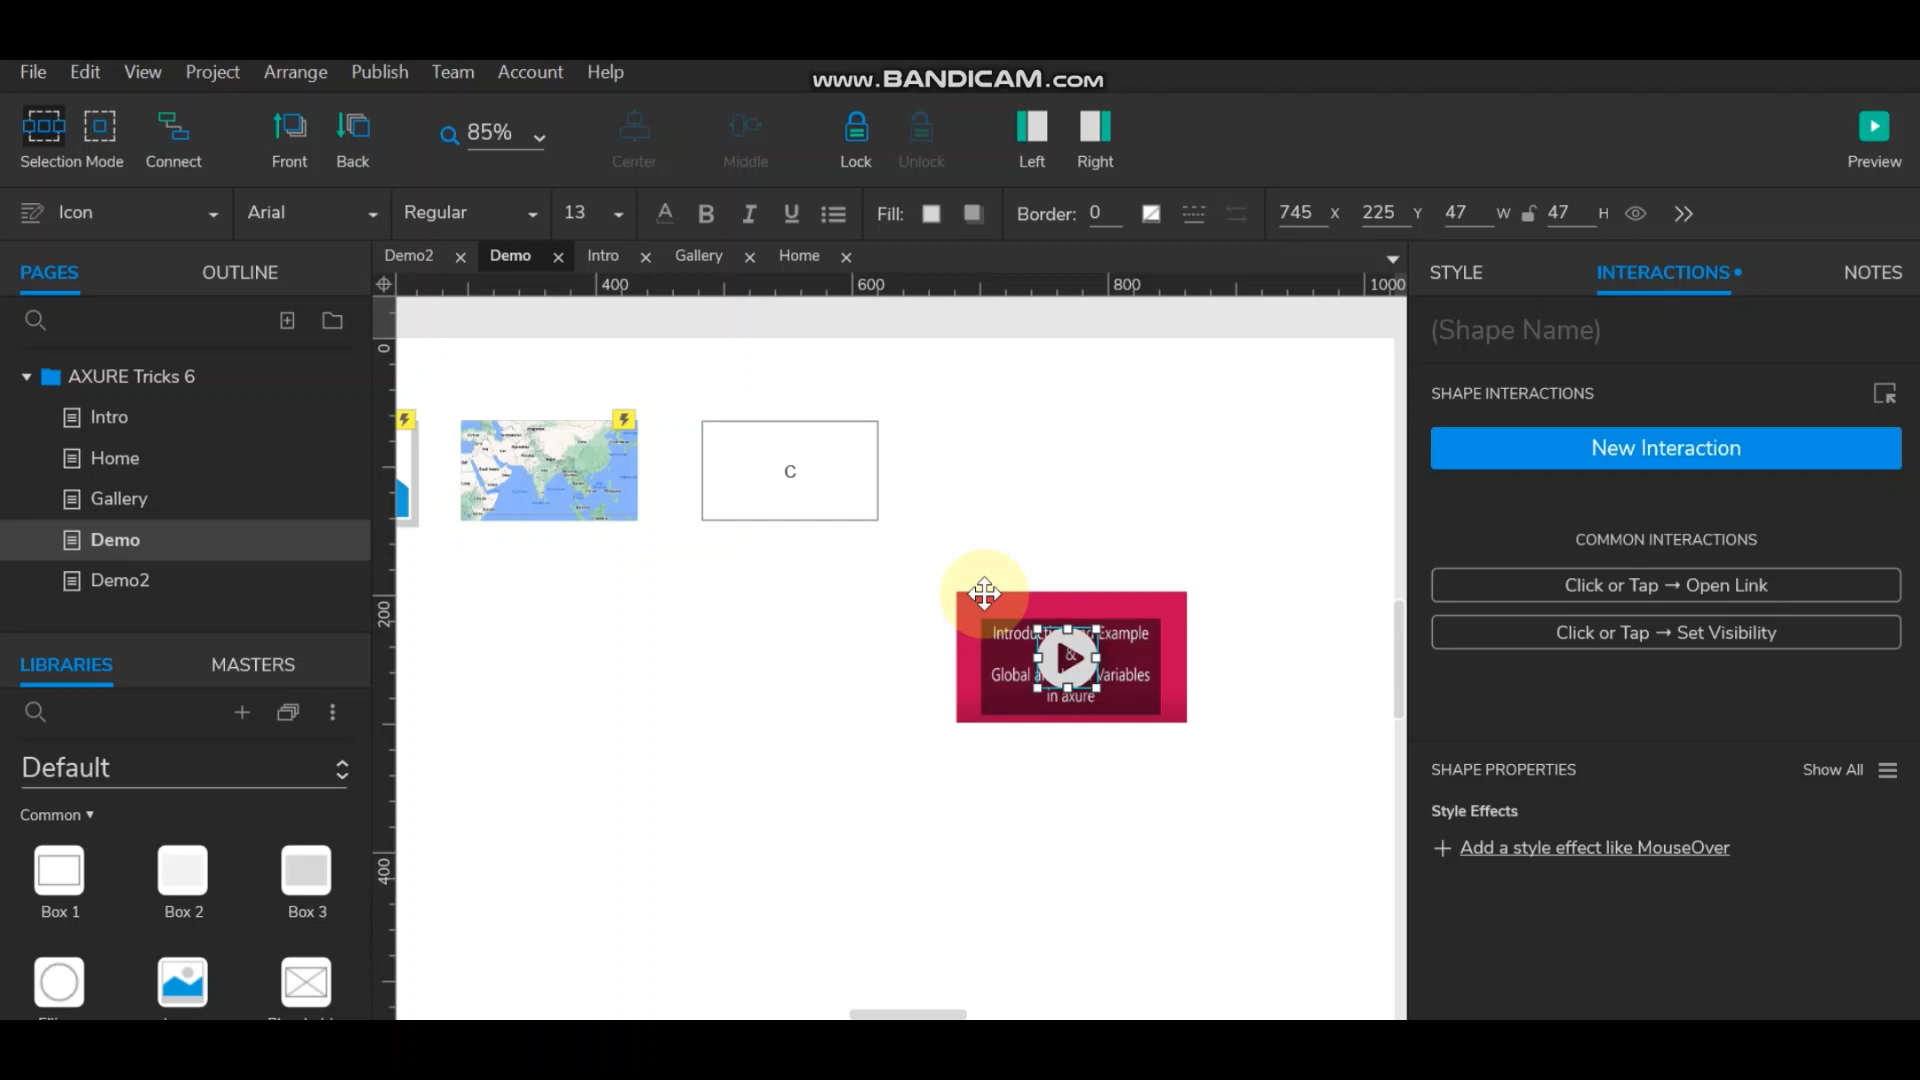 File Edit View Project Arrange Publish Team Account Help
www.BANDICAM.com
Selection Mode Connect Front Back 85% Center Middle Lock Unlock Left Right Preview
Icon Arial Regular 13 Fill: Border: 0 745 X 225 Y 47 W 47 H
PAGES OUTLINE
Demo2 Demo Intro Gallery Home
STYLE INTERACTIONS NOTES
400 600 800 1000
(Shape Name)
AXURE Tricks 6
Intro
Home
Gallery
Demo
Demo2
0
200
400
C
Introduc Example
&
Global a Variables
in axure
SHAPE INTERACTIONS
New Interaction
COMMON INTERACTIONS
Click or Tap → Open Link
Click or Tap → Set Visibility
LIBRARIES MASTERS
Default
Common
Box 1 Box 2 Box 3
SHAPE PROPERTIES Show All
Style Effects
Add a style effect like MouseOver